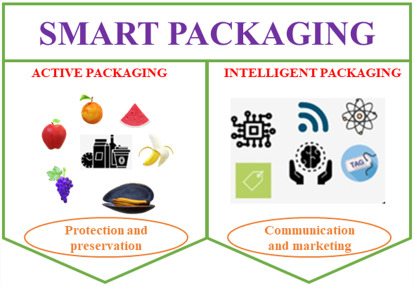 SMART PACKAGING
ACTIVE PACKAGING
INTELLIGENT PACKAGING
TAG
Protection and
preservation
Communication
and marketing